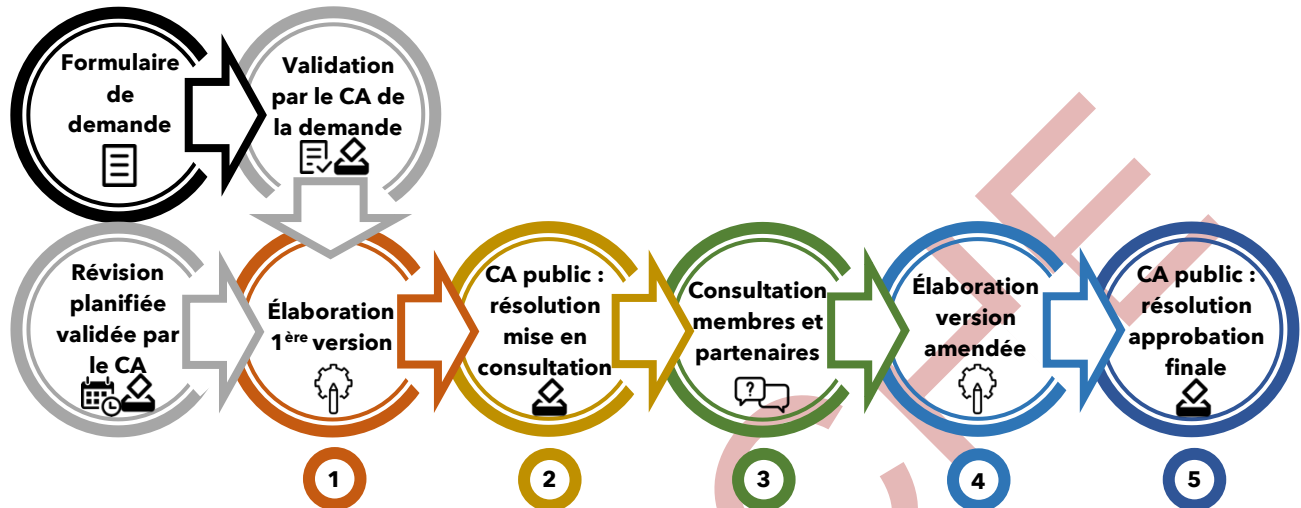 Formulaire
de
demande
Validation
par le CA de
la demande
Révision
planifiée
validée par
le CA
Élaboration
1ère version
CA public :
résolution
mise en
consultation
Consultation
membres et
partenaires
?
Élaboration
version
amendée
CA public :
résolution
approbation
finale
1
2
3
4
5